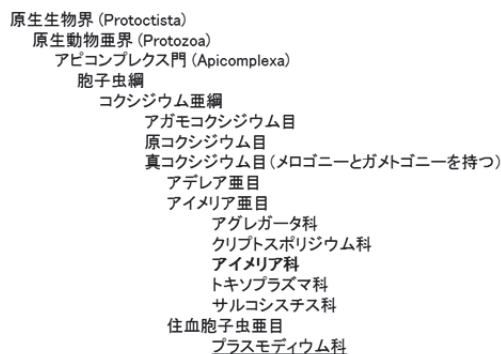 原生生物界 (Protoctista)
原生動物亜界 (Protozoa)
アピコンプレクス門 (Apicomplexa)
胞子虫綱
コクシジウム亜綱
アガモコクシジウム目
原コクシジウム目
真コクシジウム目(メロゴニーとガメトゴニーを持つ)
アデレア亜目
アイメリア亜目
アグレガータ科
クリプトスポリジウム科
アイメリア科
トキソプラズマ科
サルコシスチス科
住血胞子虫亜目
プラスモディウム科